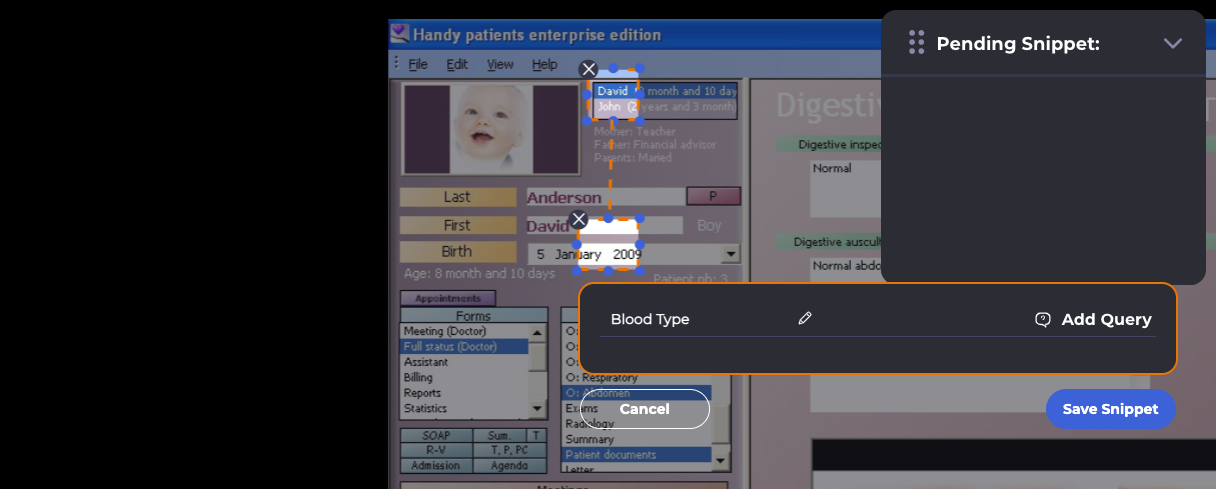 Handy patients enterprise edition
Pending Snippet:
File Edit View Help
David month and 10 day
John (2 years and 3 month)
Mother: Teacher
Father: Financial advisor
Parents: Maried
Digesti
Digestive inspec
Normal
Last Anderson P
First David Boy
Birth 5 January 2009
Age: 8 month and 10 days
Patient nb: 3
Digestive auscult
Normal abdo
Appointments
Forms
Meeting (Doctor)
Full status (Doctor)
Assistant
Billing
Reports
Statistics
Blood Type
Add Query
O: Respiratory
O: Abdomen
Exams
Radiology
Summary
Patient documents
Letter
Cancel
Save Snippet
SOAP Sum. T
R-V T, P, PC
Admission Agenda
Meetings